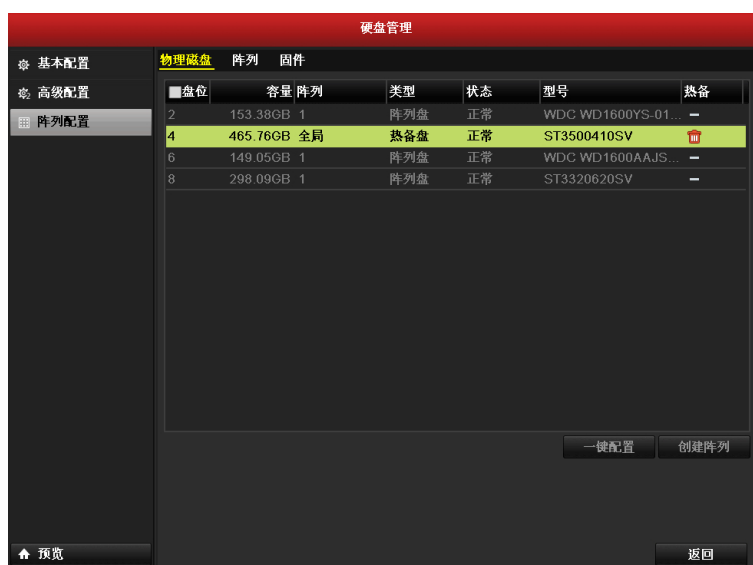 硬盘管理
基本配置
高级配置
阵列配置
物理磁盘 阵列 固件
盘位 容量 阵列 类型 状态 型号 热备
2 153.38GB 1 阵列盘 正常 WDC WD1600YS-01... –
4 465.76GB 全局 热备盘 正常 ST3500410SV
6 149.05GB 1 阵列盘 正常 WDC WD1600AAJS... –
8 298.09GB 1 阵列盘 正常 ST3320620SV –
一键配置 创建阵列
预览 返回